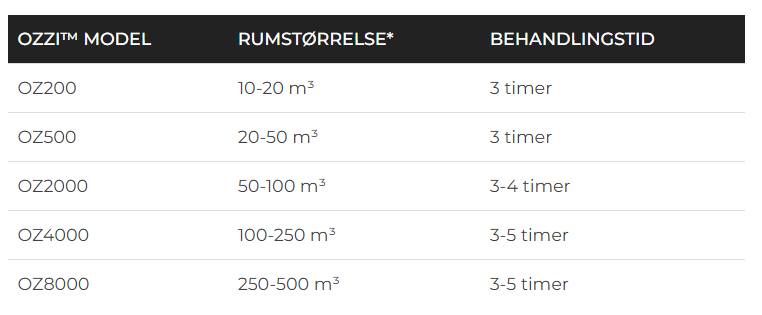 OZZI™ MODEL RUMSTØRRELSE* BEHANDLINGSTID
OZ200 10-20 m³ 3 timer
OZ500 20-50 m³ 3 timer
OZ2000 50-100 m³ 3-4 timer
OZ4000 100-250 m³ 3-5 timer
OZ8000 250-500 m³ 3-5 timer